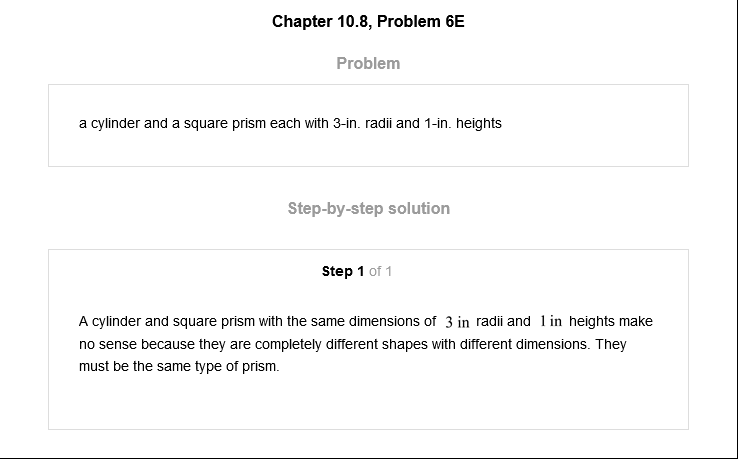 Chapter 10.8, Problem 6E
Problem
a cylinder and a square prism each with 3-in. radii and 1-in. heights
Step-by-step solution
Step 1 of 1
A cylinder and square prism with the same dimensions of 3 in radii and 1 in heights make
no sense because they are completely different shapes with different dimensions. They
must be the same type of prism.